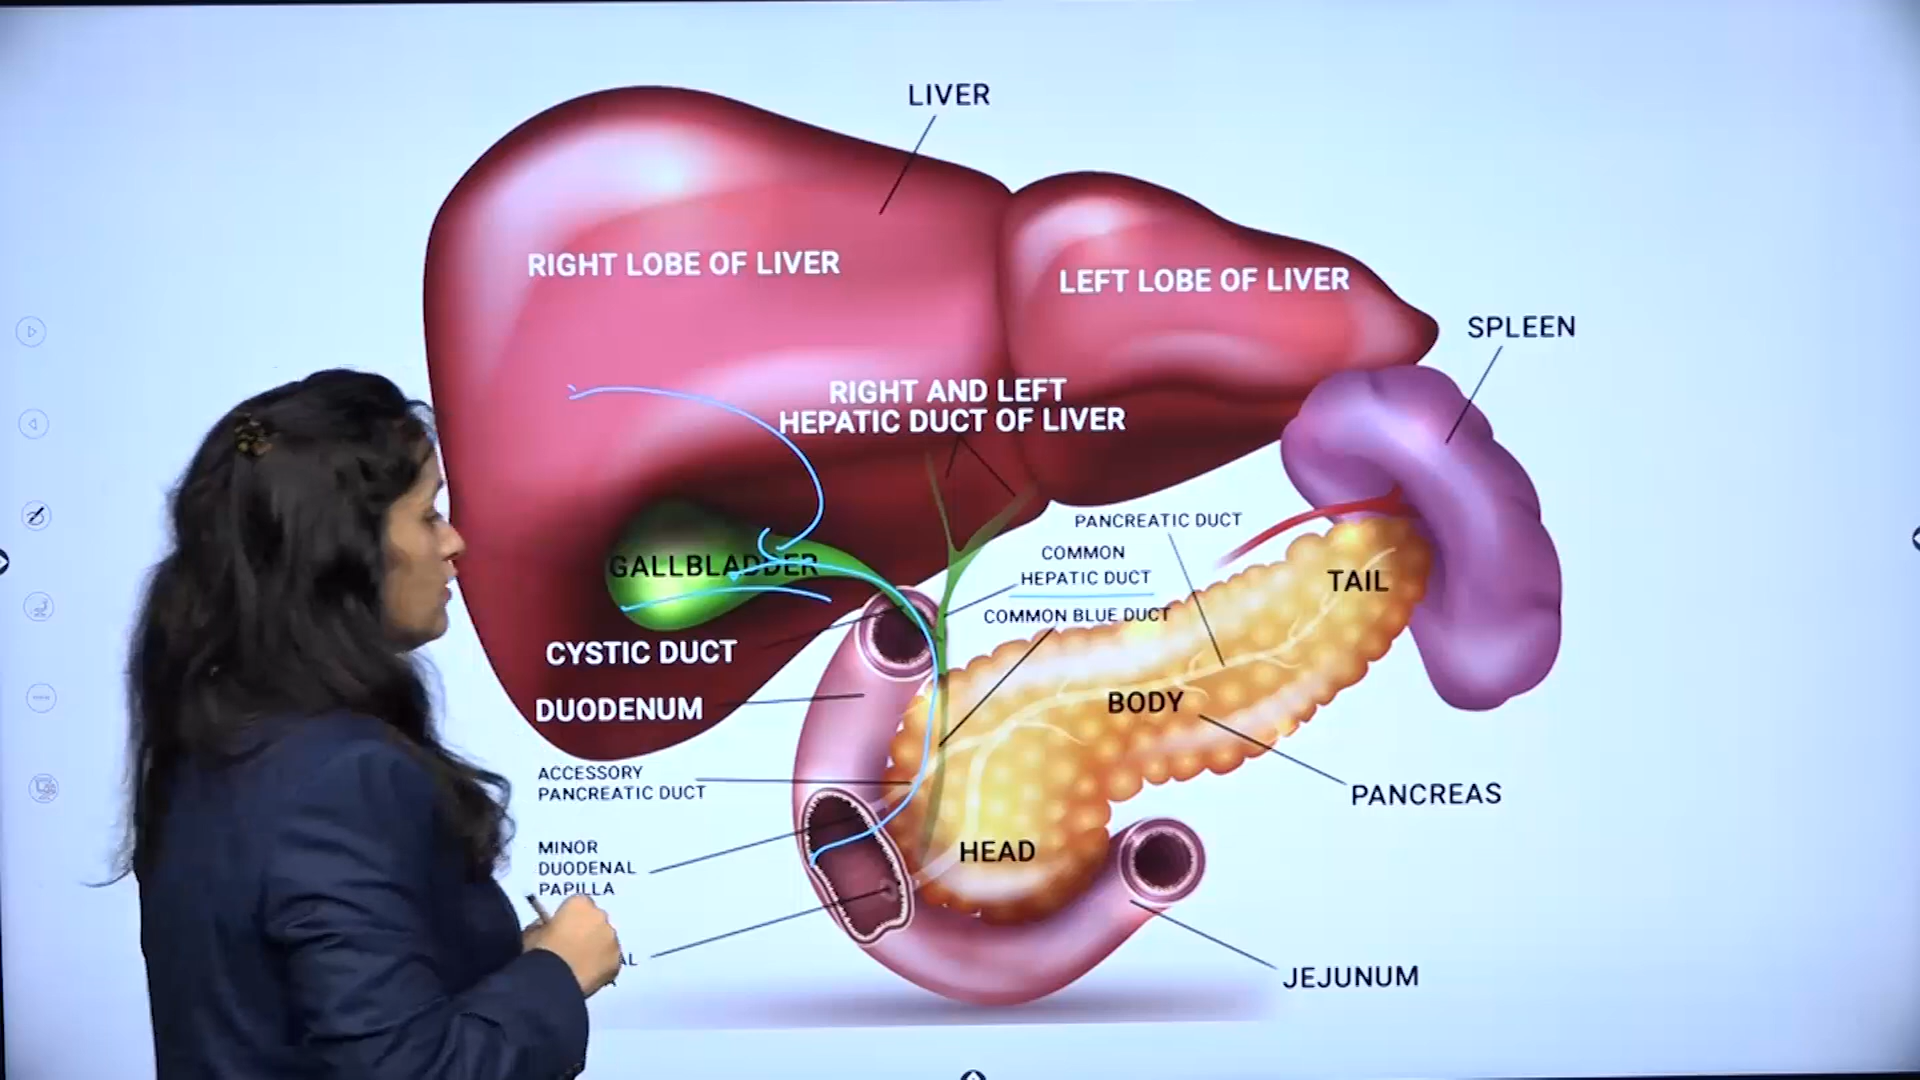 LIVER
RIGHT LOBE OF LIVER
LEFT LOBE OF LIVER
SPLEEN
RIGHT AND LEFT
HEPATIC DUCT OF LIVER
PANCREATIC DUCT
COMMON
HEPATIC DUCT
COMMON BLUE DUCT
GALLBLADDER
TAIL
CYSTIC DUCT
DUODENUM
BODY
ACCESSORY
PANCREATIC DUCT
PANCREAS
MINOR
DUODENAL
PAPILLA
HEAD
JEJUNUM